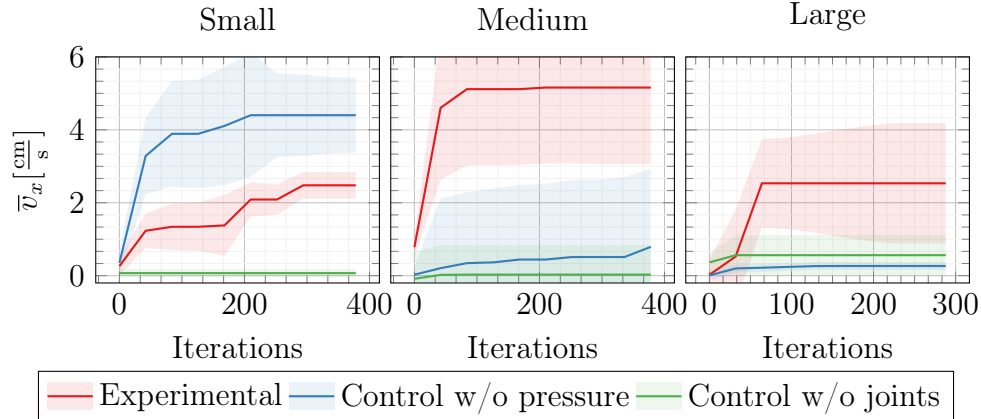 Small Medium Large
6
4
2
0
v̅ₓ[cm/s]
0 200 400 0 200 400 0 100 200 300
Iterations Iterations Iterations
Experimental Control w/o pressure Control w/o joints